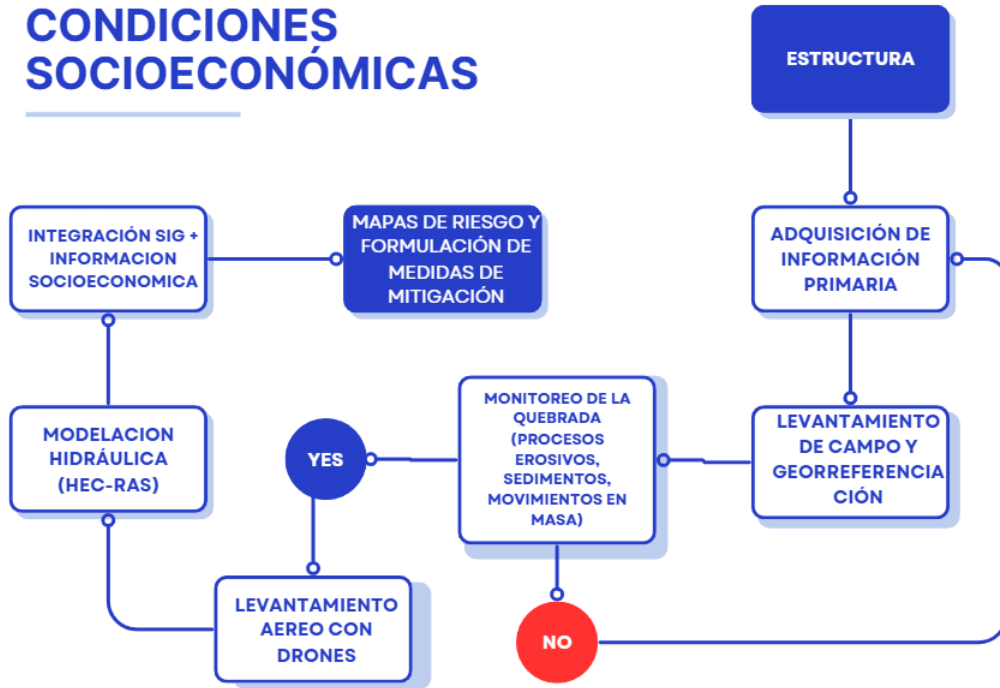 CONDICIONES
SOCIOECONÓMICAS
ESTRUCTURA
ADQUISICIÓN DE
INFORMACIÓN
PRIMARIA
LEVANTAMIENTO
DE CAMPO Y
GEORREFERENCIA
CIÓN
MONITOREO DE LA
QUEBRADA
(PROCESOS
EROSIVOS,
SEDIMENTOS,
MOVIMIENTOS EN
MASA)
YES
NO
LEVANTAMIENTO
AEREO CON
DRONES
MODELACION
HIDRÁULICA
(HEC-RAS)
INTEGRACIÓN SIG +
INFORMACION
SOCIOECONOMICA
MAPAS DE RIESGO Y
FORMULACIÓN DE
MEDIDAS DE
MITIGACIÓN